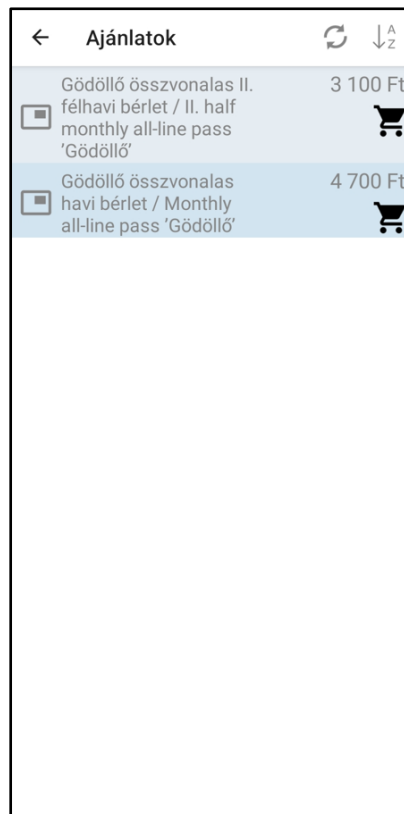 Ajánlatok
A
Z
Gödöllő összvonalas II.
félhavi bérlet / II. half
monthly all-line pass
'Gödöllő'
3 100 Ft
Gödöllő összvonalas
havi bérlet / Monthly
all-line pass 'Gödöllő'
4 700 Ft